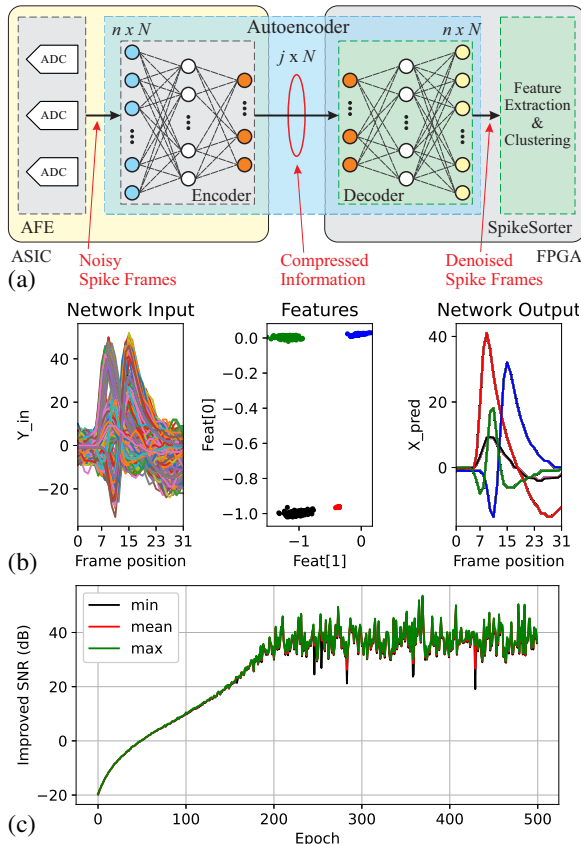 Autoencoder
n x N
j x N
n x N
ADC
ADC
ADC
Feature
Extraction
&
Clustering
Encoder
Decoder
AFE
SpikeSorter
ASIC
FPGA
Noisy
Spike Frames
Compressed
Information
Denoised
Spike Frames
(a)
Network Input
Y_in
40
20
0
−20
0
7
15
23
31
Frame position
Features
Feat[0]
0.0
−0.2
−0.4
−0.6
−0.8
−1.0
−1
0
Feat[1]
Network Output
X_pred
40
20
0
0
7
15
23
31
Frame position
(b)
min
mean
max
Improved SNR (dB)
60
40
20
0
−20
0
100
200
300
400
500
Epoch
(c)